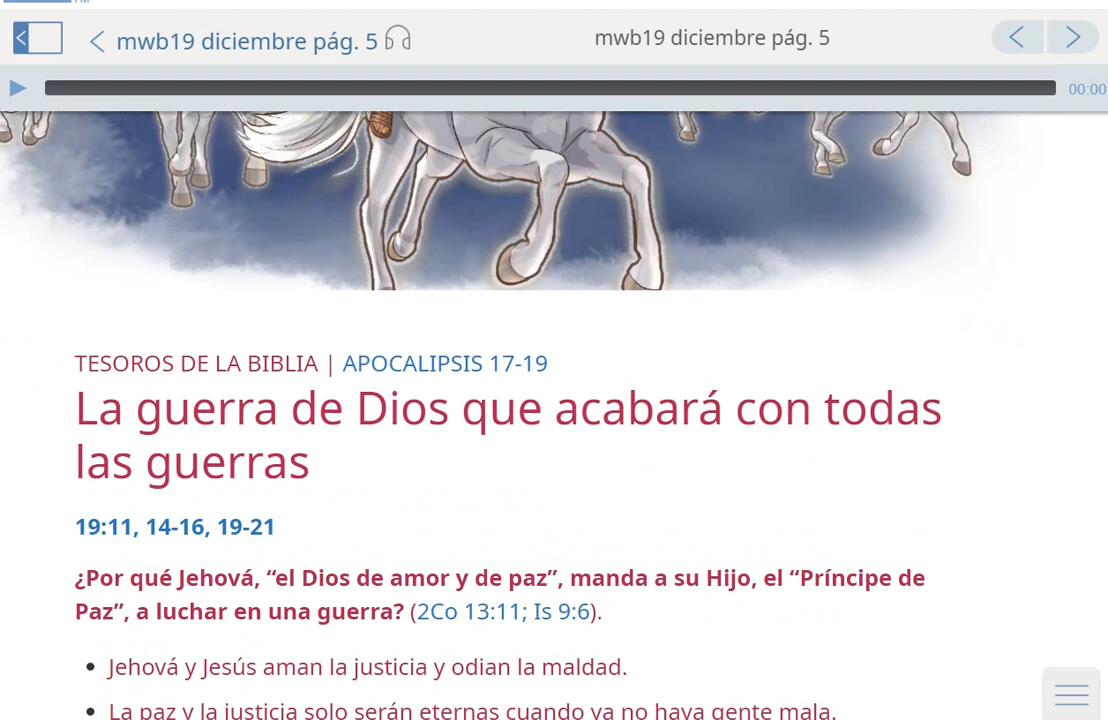 mwb19 diciembre pág. 5
mwb19 diciembre pág. 5
00:00
TESOROS DE LA BIBLIA | APOCALIPSIS 17-19
La guerra de Dios que acabará con todas
las guerras
19:11, 14-16, 19-21
¿Por qué Jehová, “el Dios de amor y de paz”, manda a su Hijo, el “Príncipe de
Paz”, a luchar en una guerra? (2Co 13:11; Is 9:6).
• Jehová y Jesús aman la justicia y odian la maldad.
• La paz y la justicia solo serán eternas cuando ya no haya gente mala.